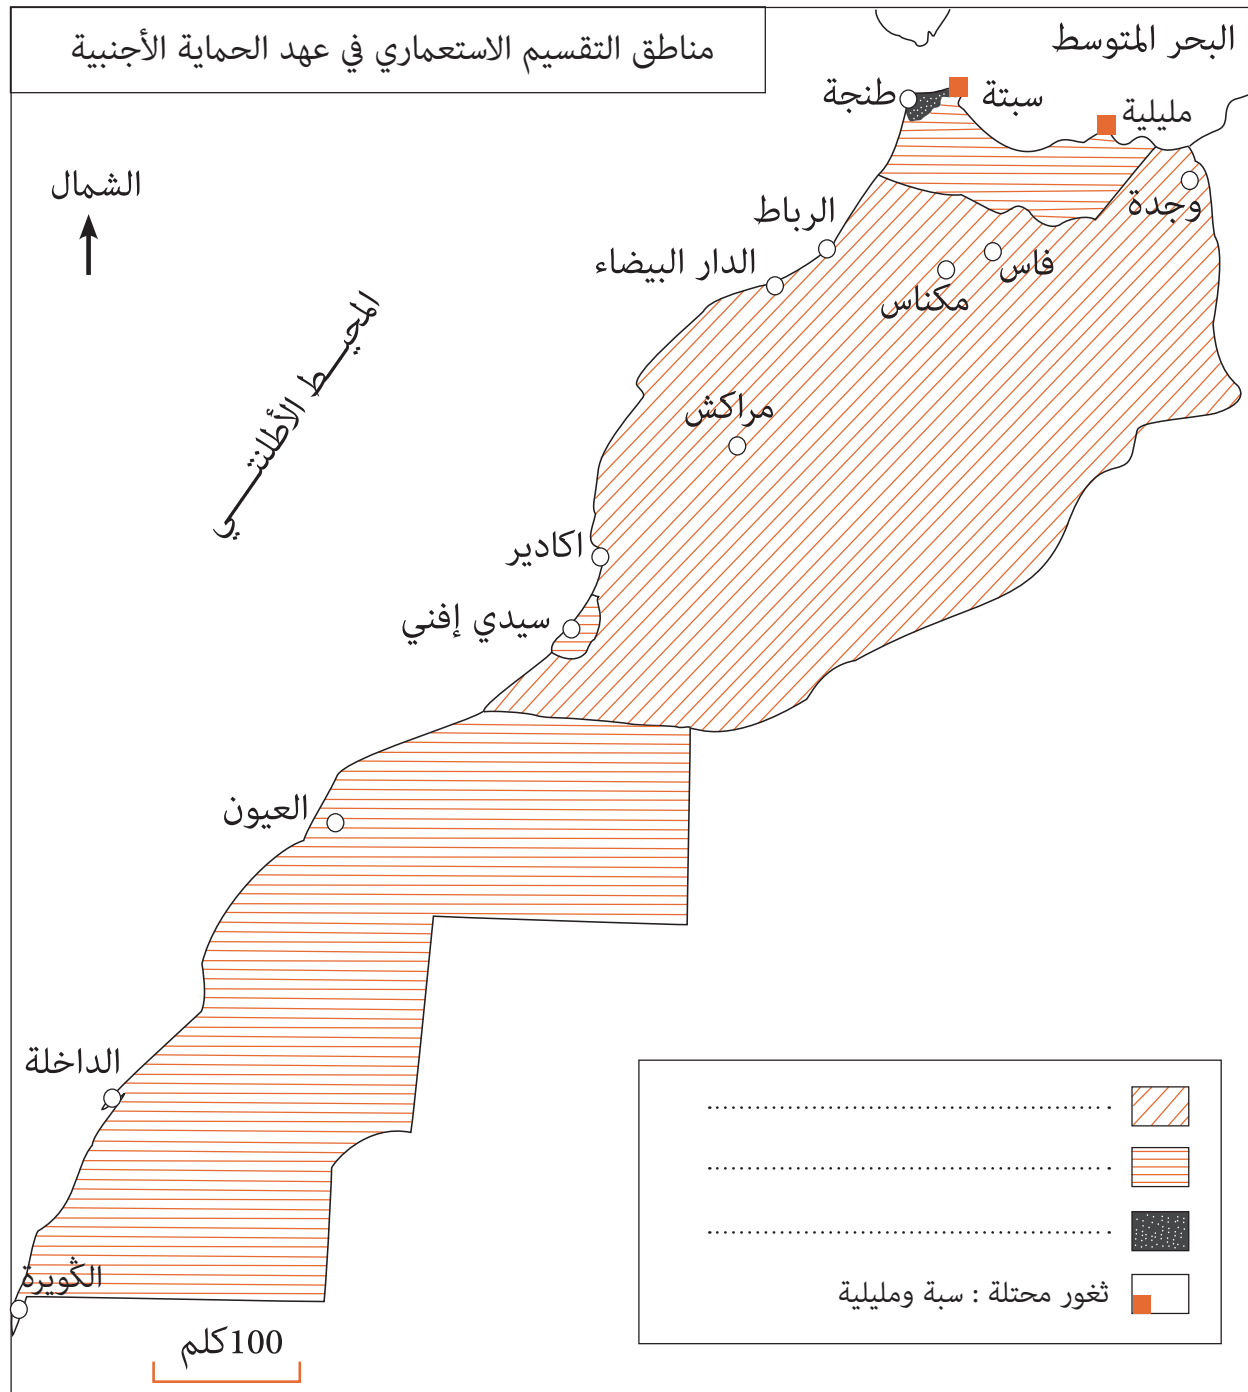 مناطق التقسيم الاستعماري في عهد الحماية الأجنبية
البحر المتوسط
سبتة
طنجة
مليلية
الشمال
وجدة
الرباط
فاس
الدار البيضاء
مكناس
المحيط الأطلنتي
مراكش
اكادير
سيدي إفني
العيون
الداخلة
الڭويرة
ثغور محتلة : سبة ومليلية
100كلم